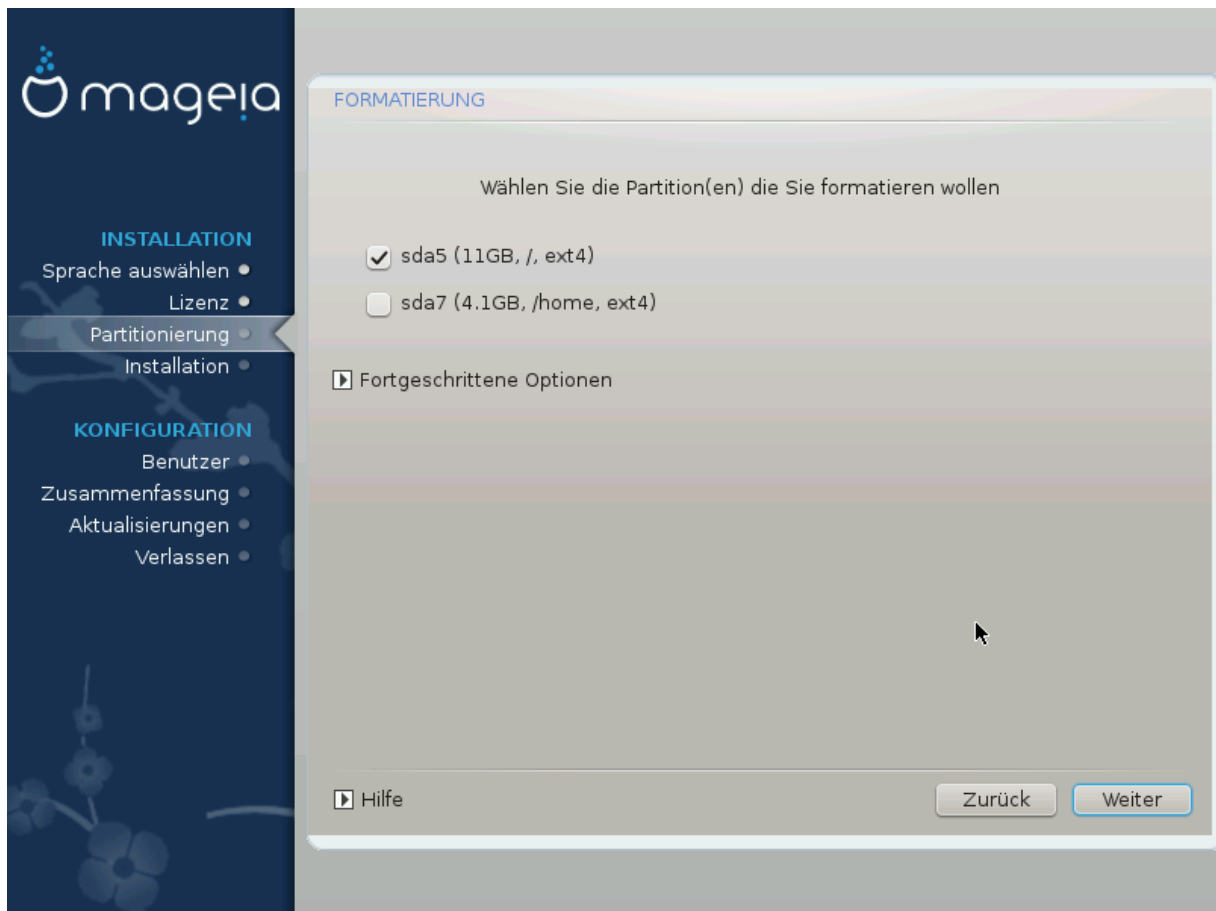 mageia
INSTALLATION
Sprache auswählen
Lizenz
Partitionierung
Installation
KONFIGURATION
Benutzer
Zusammenfassung
Aktualisierungen
Verlassen
FORMATIERUNG
Wählen Sie die Partition(en) die Sie formatieren wollen
sda5 (11GB, /, ext4)
sda7 (4.1GB, /home, ext4)
Fortgeschrittene Optionen
Hilfe
Zurück
Weiter